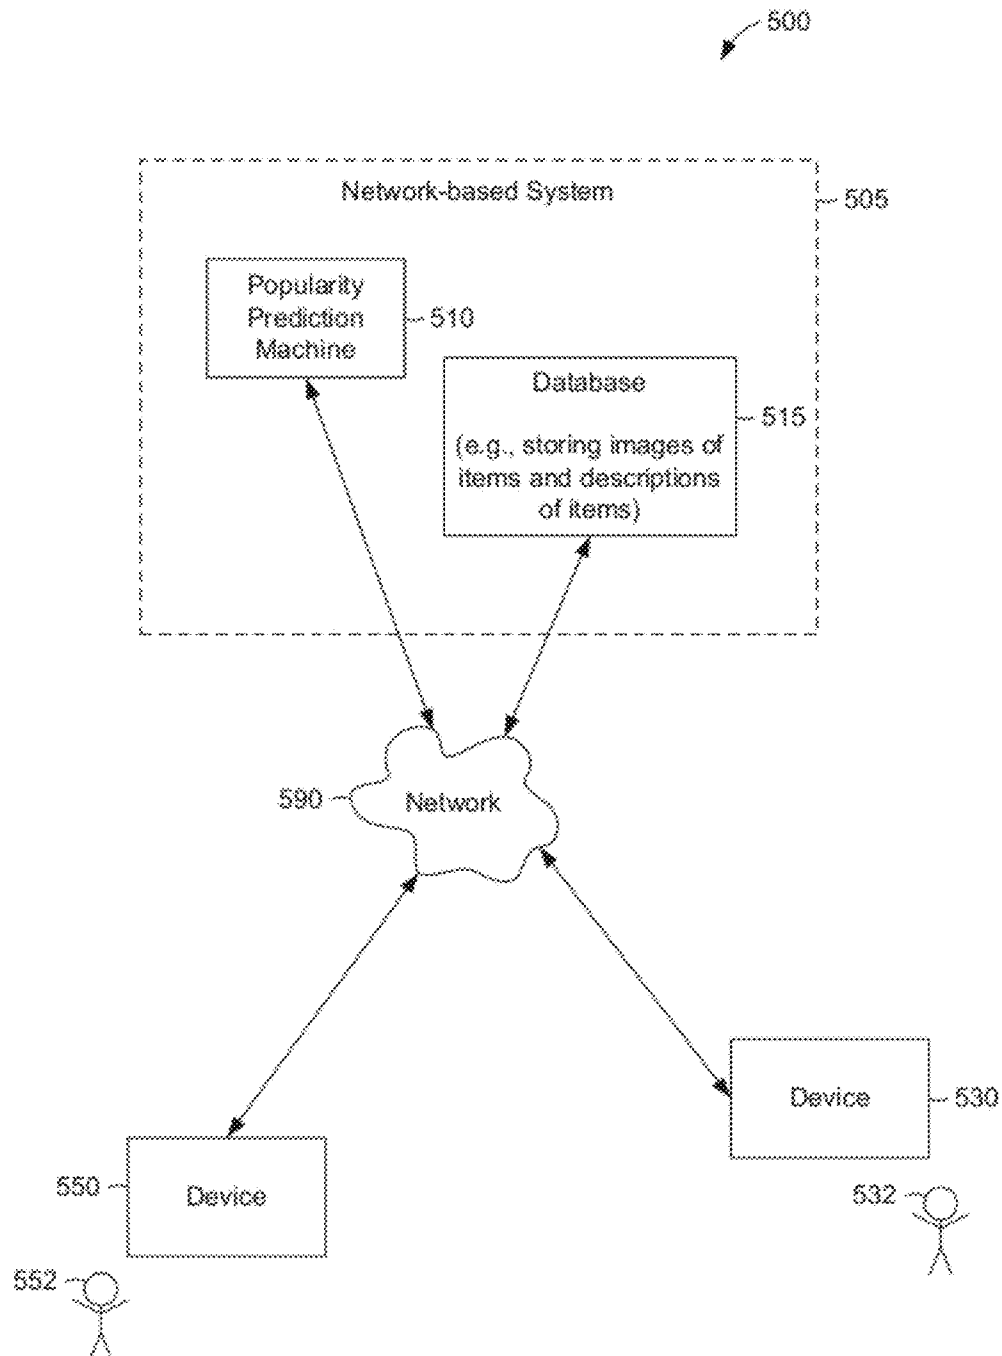 500
Network-based System
505
Popularity
Prediction
Machine
510
Database
(e.g., storing images of
items and descriptions
of items)
515
590
Network
Device
530
550
Device
532
552